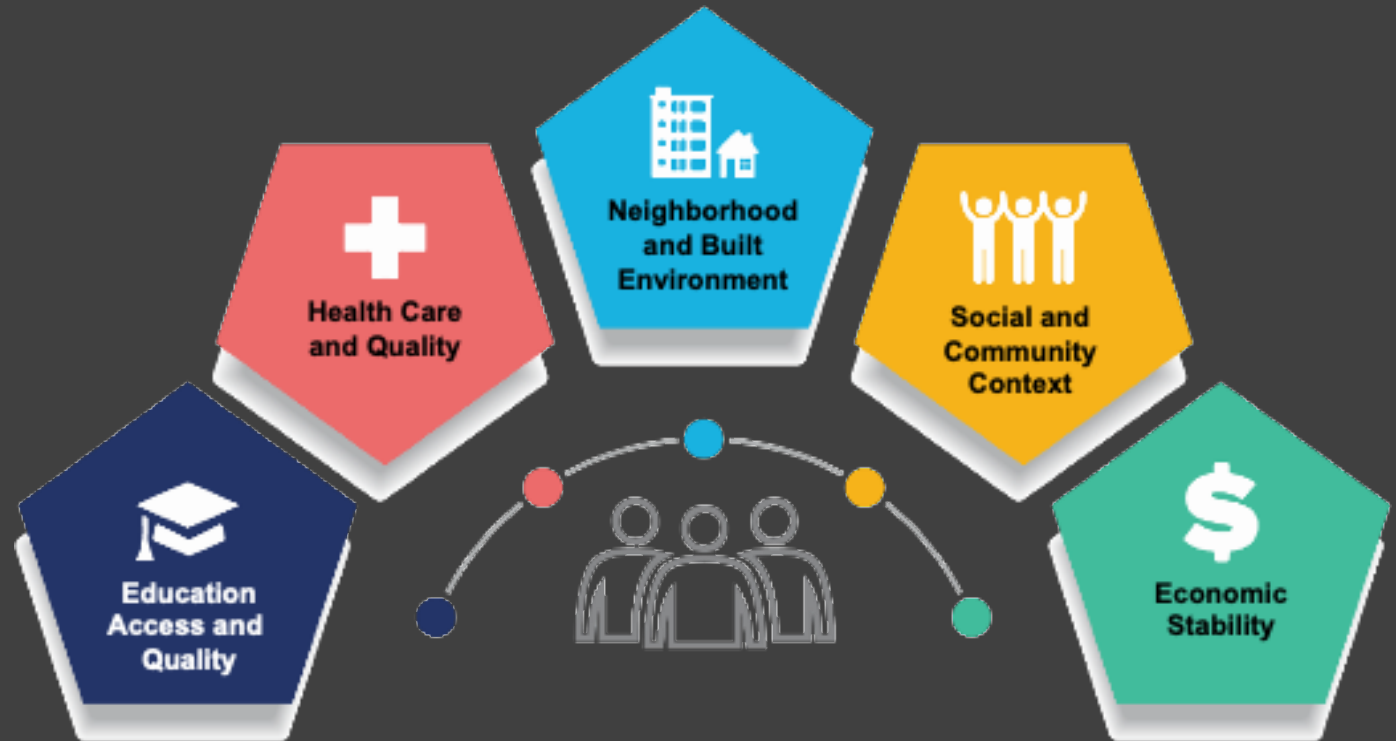 Education
Access and
Quality
Health Care
and Quality
Neighborhood
and Built
Environment
Social and
Community
Context
Economic
Stability